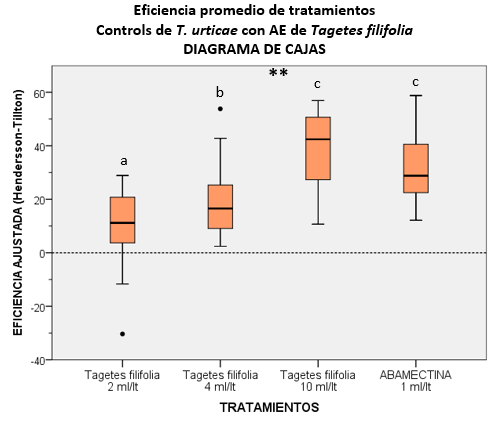 Eficiencia promedio de tratamientos
Controls de T. urticae con AE de Tagetes filifolia
DIAGRAMA DE CAJAS
EFICIENCIA AJUSTADA (Hendersson-Tillton)
60
40
20
0
-20
-40
a
b
**
c
c
Tagetes filifolia
2 ml/lt
Tagetes filifolia
4 ml/lt
Tagetes filifolia
10 ml/lt
ABAMECTINA
1 ml/lt
TRATAMIENTOS